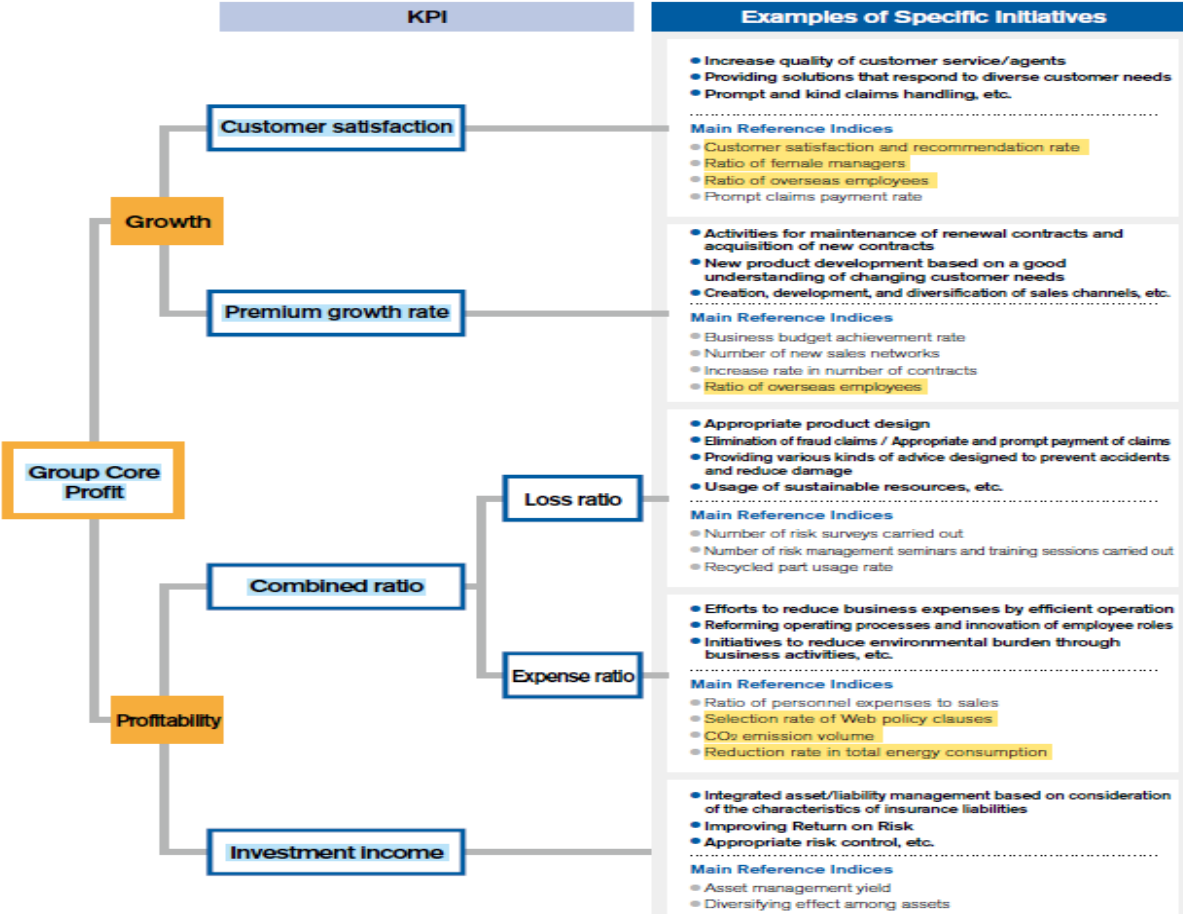 KPI
Examples of Specific Initiatives
Increase quality of customer service/agents
Providing solutions that respond to diverse customer needs
Prompt and kind claims handling, etc.
Customer satisfaction
Main Reference Indices
Customer satisfaction and recommendation rate
Ratio of female managers
Ratio of overseas employees
Prompt claims payment rate
Growth
Activities for maintenance of renewal contracts and
acquisition of new contracts
New product development based on a good
understanding of changing customer needs
Creation, development, and diversification of sales channels, etc.
Premium growth rate
Main Reference Indices
Business budget achievement rate
Number of new sales networks
Increase rate in number of contracts
Ratio of overseas employees
Group Core
Profit
Appropriate product design
Elimination of fraud claims / Appropriate and prompt payment of claims
Providing various kinds of advice designed to prevent accidents
and reduce damage
Usage of sustainable resources, etc.
Loss ratio
Main Reference Indices
Number of risk surveys carried out
Number of risk management seminars and training sessions carried out
Recycled part usage rate
Combined ratio
Efforts to reduce business expenses by efficient operation
Reforming operating processes and innovation of employee roles
Initiatives to reduce environmental burden through
business activities, etc.
Expense ratio
Main Reference Indices
Ratio of personnel expenses to sales
Selection rate of Web policy clauses
CO₂ emission volume
Reduction rate in total energy consumption
Profitability
Integrated asset/liability management based on consideration
of the characteristics of insurance liabilities
Improving Return on Risk
Appropriate risk control, etc.
Investment income
Main Reference Indices
Asset management yield
Diversifying effect among assets